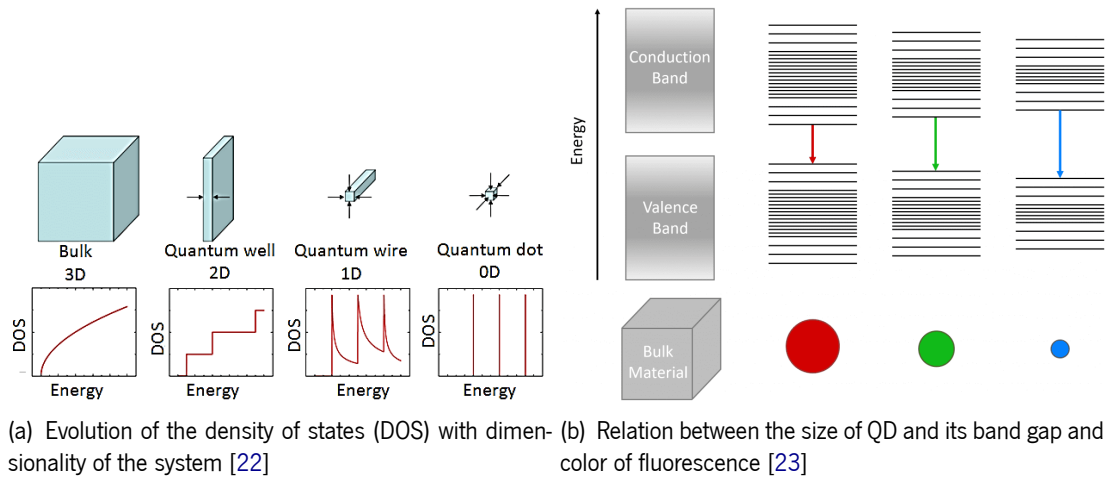 Bulk
3D
Quantum well
2D
Quantum wire
1D
Quantum dot
0D
DOS
Energy
DOS
Energy
DOS
Energy
DOS
Energy
(a) Evolution of the density of states (DOS) with dimen-
sionality of the system [22]
Energy
Conduction
Band
Valence
Band
Bulk
Material
(b) Relation between the size of QD and its band gap and
color of fluorescence [23]